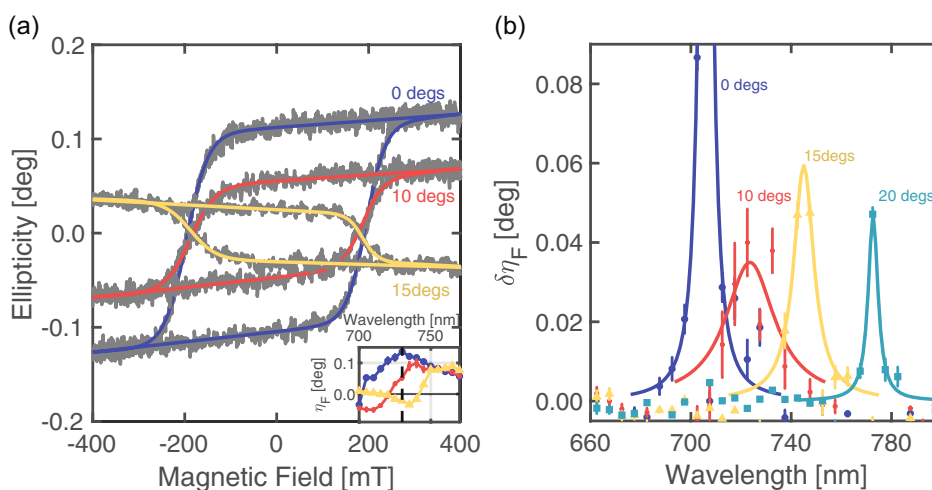 (a)
0.2
0.1
0.0
-0.1
-0.2
Ellipticity [deg]
0 degs
10 degs
15degs
Wavelength [nm]
700
750
0.1
0.0
ηF [deg]
-400
-200
0
200
400
Magnetic Field [mT]
(b)
0.08
0.06
0.04
0.02
0.00
δηF [deg]
0 degs
15degs
10 degs
20 degs
660
700
740
780
Wavelength [nm]